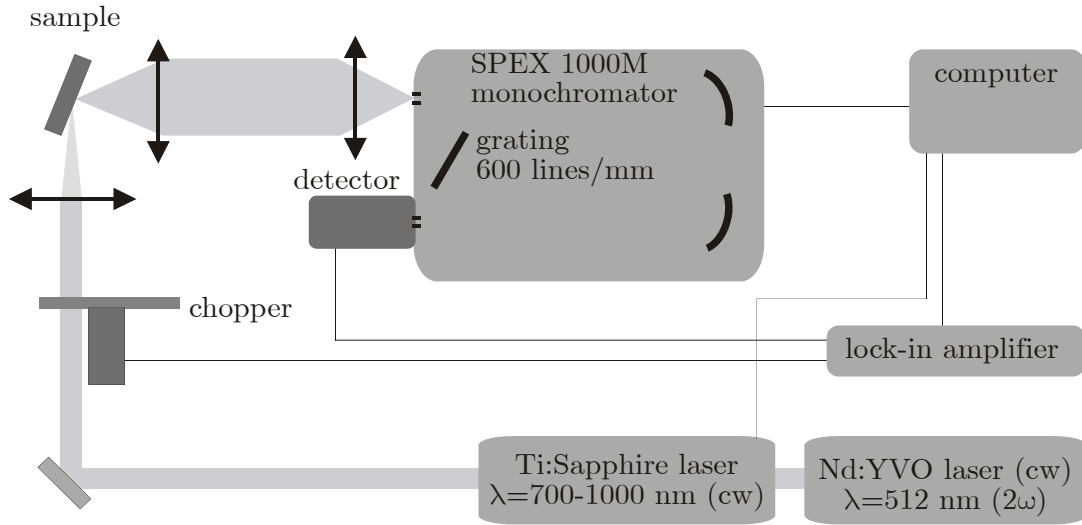 sample
SPEX 1000M
monochromator
computer
grating
600 lines/mm
detector
chopper
lock-in amplifier
Ti:Sapphire laser
λ=700-1000 nm (cw)
Nd:YVO laser (cw)
λ=512 nm (2ω)